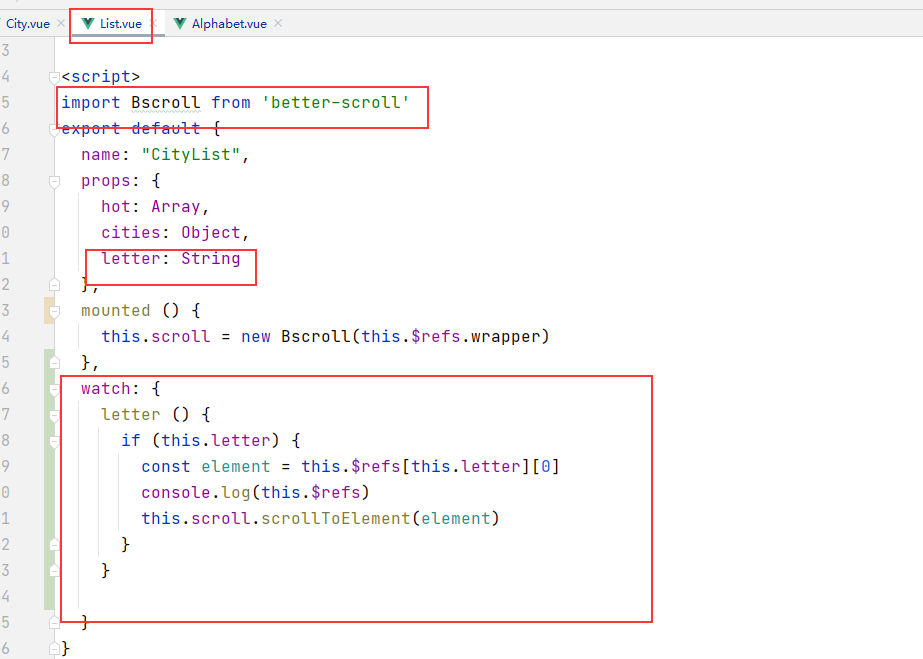 City.vue × List.vue × Alphabet.vue ×
3
4 <script>
5 import Bscroll from 'better-scroll'
6 export default {
7 name: "CityList",
8 props: {
9 hot: Array,
0 cities: Object,
1 letter: String
2 },
3 mounted () {
4 this.scroll = new Bscroll(this.$refs.wrapper)
5 },
6 watch: {
7 letter () {
8 if (this.letter) {
9 const element = this.$refs[this.letter][0]
0 console.log(this.$refs)
1 this.scroll.scrollToElement(element)
2 }
3 }
4
5 }
6 }